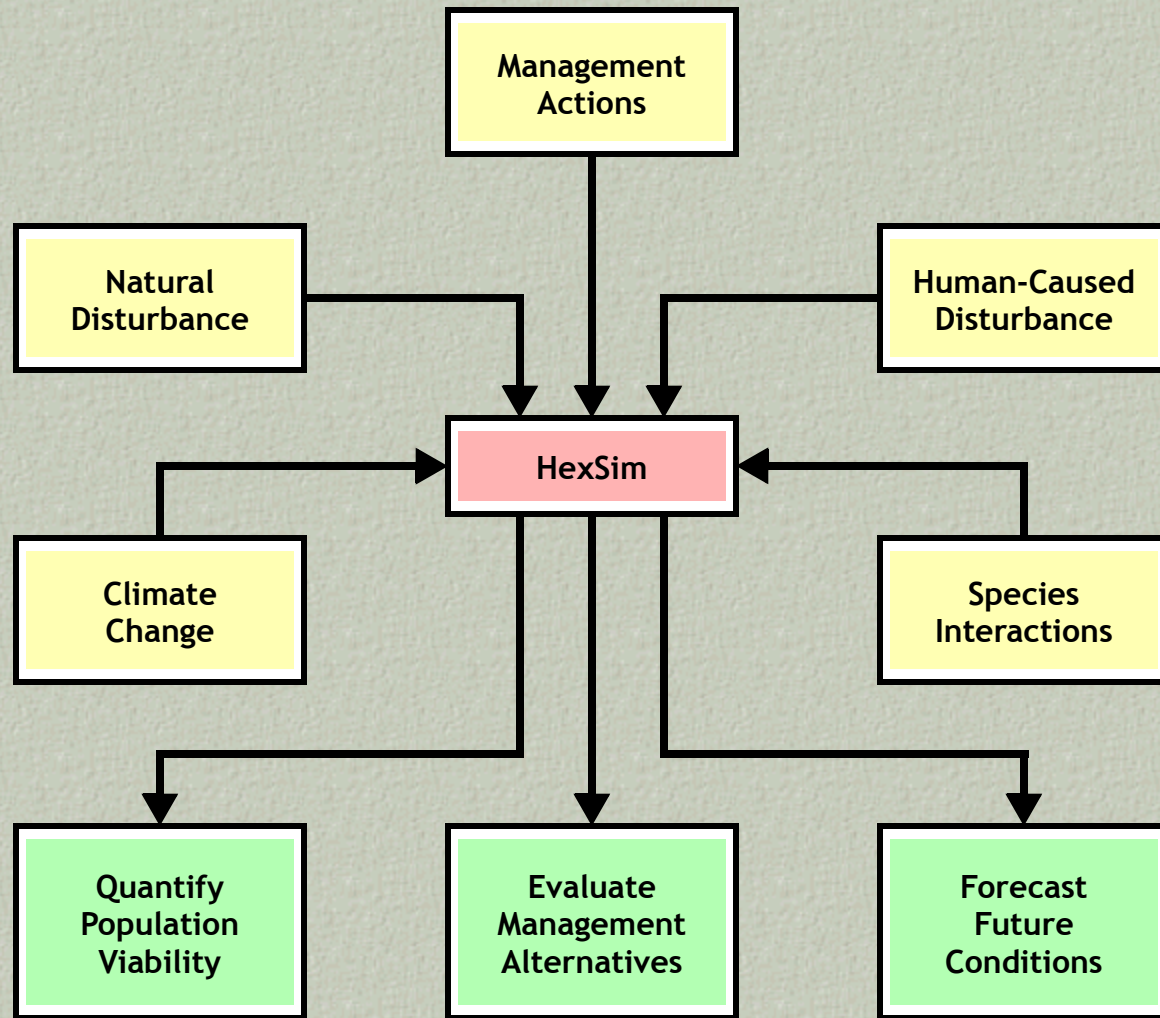 Management
Actions
Natural
Disturbance
Human-Caused
Disturbance
HexSim
Climate
Change
Species
Interactions
Quantify
Population
Viability
Evaluate
Management
Alternatives
Forecast
Future
Conditions